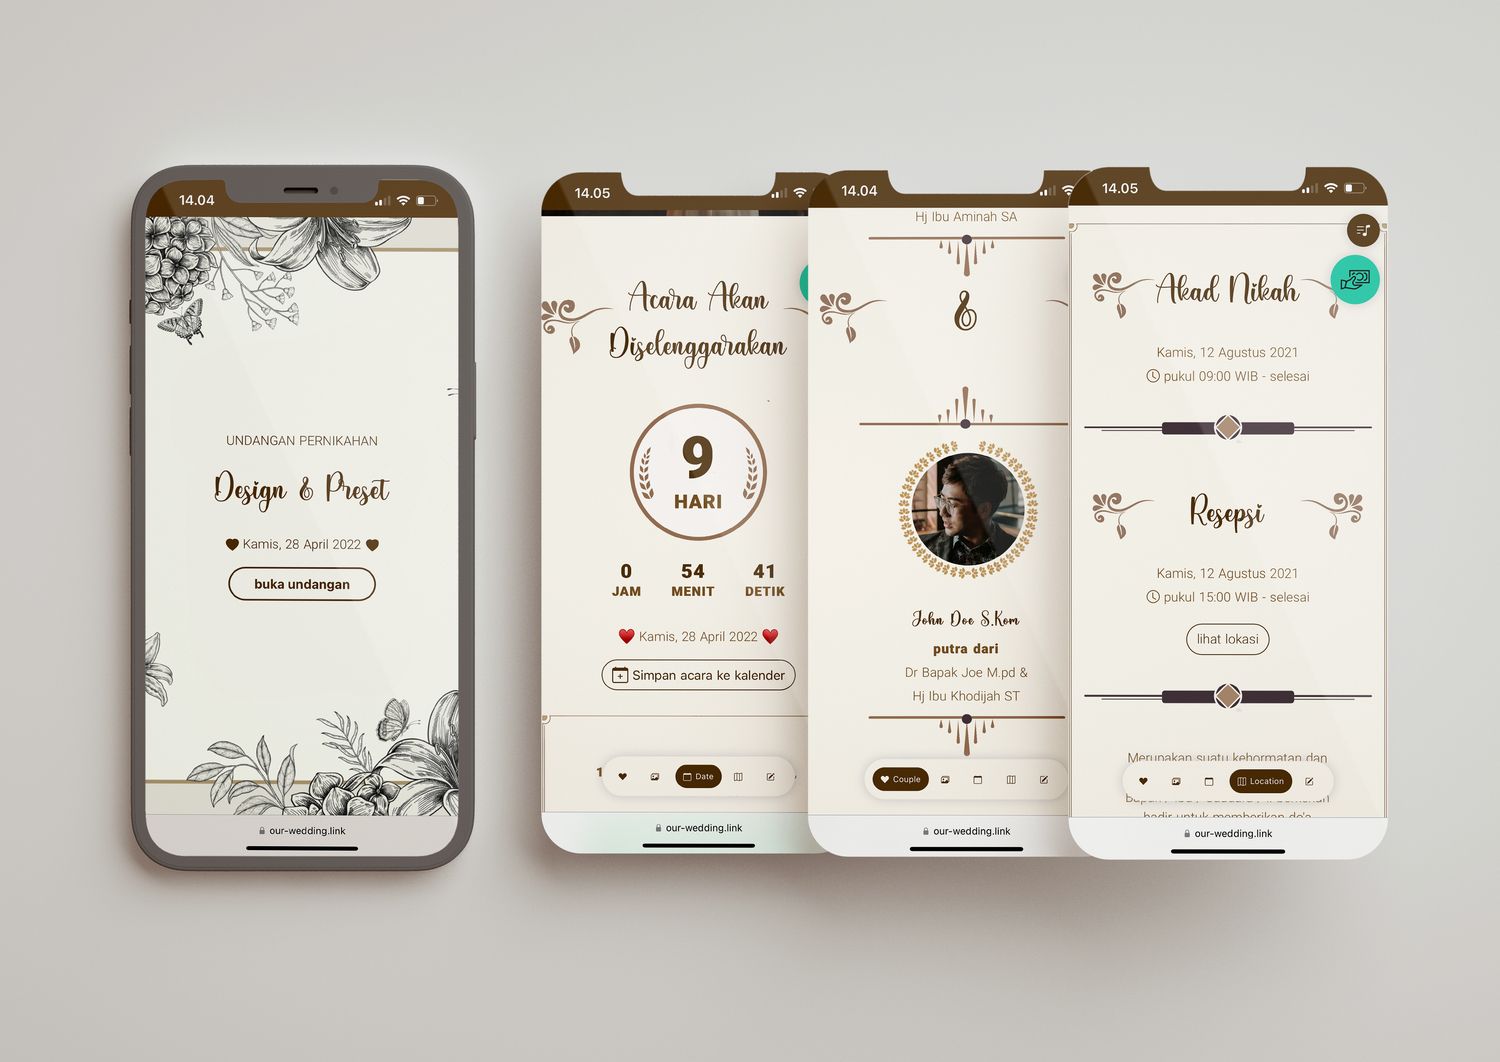 14.04
UNDANGAN PERNIKAHAN
Design & Preset
Kamis, 28 April 2022
buka undangan
our-wedding.link
14.05
Acara Akan
Diselenggarakan
9
HARI
0 54 41
JAM MENIT DETIK
Kamis, 28 April 2022
Simpan acara ke kalender
1
Date
our-wedding.link
14.04
Hj Ibu Aminah SA
&
John Doe S.Kom
putra dari
Dr Bapak Joe M.pd &
Hj Ibu Khodijah ST
Couple
our-wedding.link
14.05
Akad Nikah
Kamis, 12 Agustus 2021
pukul 09:00 WIB - selesai
Resepsi
Kamis, 12 Agustus 2021
pukul 15:00 WIB - selesai
lihat lokasi
Merupakan suatu kehormatan dan
Location
hadir untuk memberikan do'a
our-wedding.link